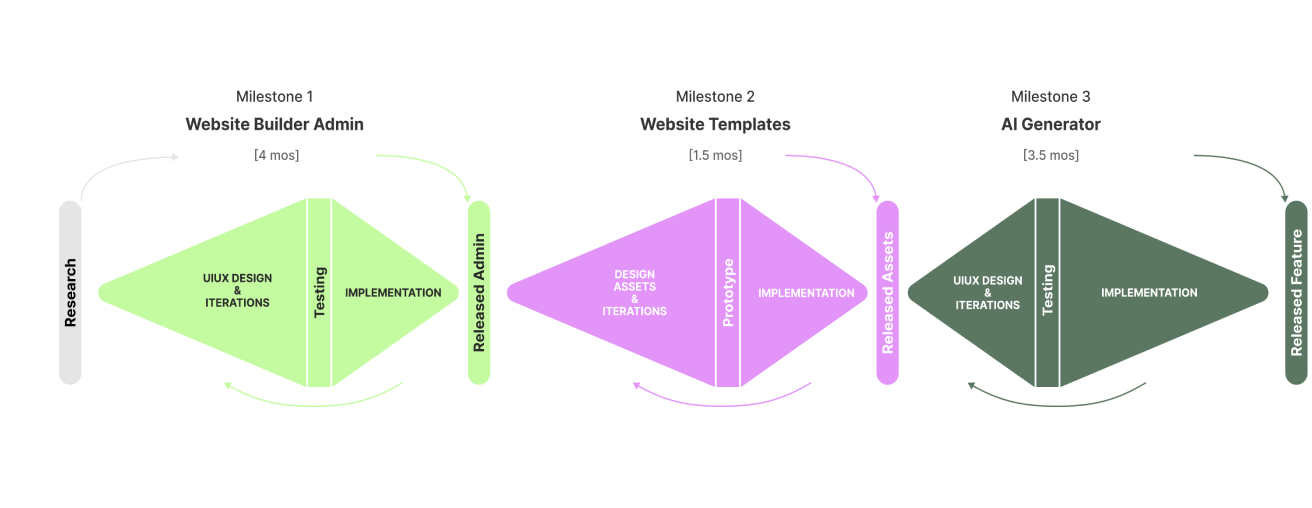 Milestone 1
Website Builder Admin
[4 mos]
Research
UIUX DESIGN
&
ITERATIONS
Testing
IMPLEMENTATION
Released Admin
Milestone 2
Website Templates
[1.5 mos]
DESIGN
ASSETS
&
ITERATIONS
Prototype
IMPLEMENTATION
Released Assets
Milestone 3
AI Generator
[3.5 mos]
UIUX DESIGN
&
ITERATIONS
Testing
IMPLEMENTATION
Released Feature